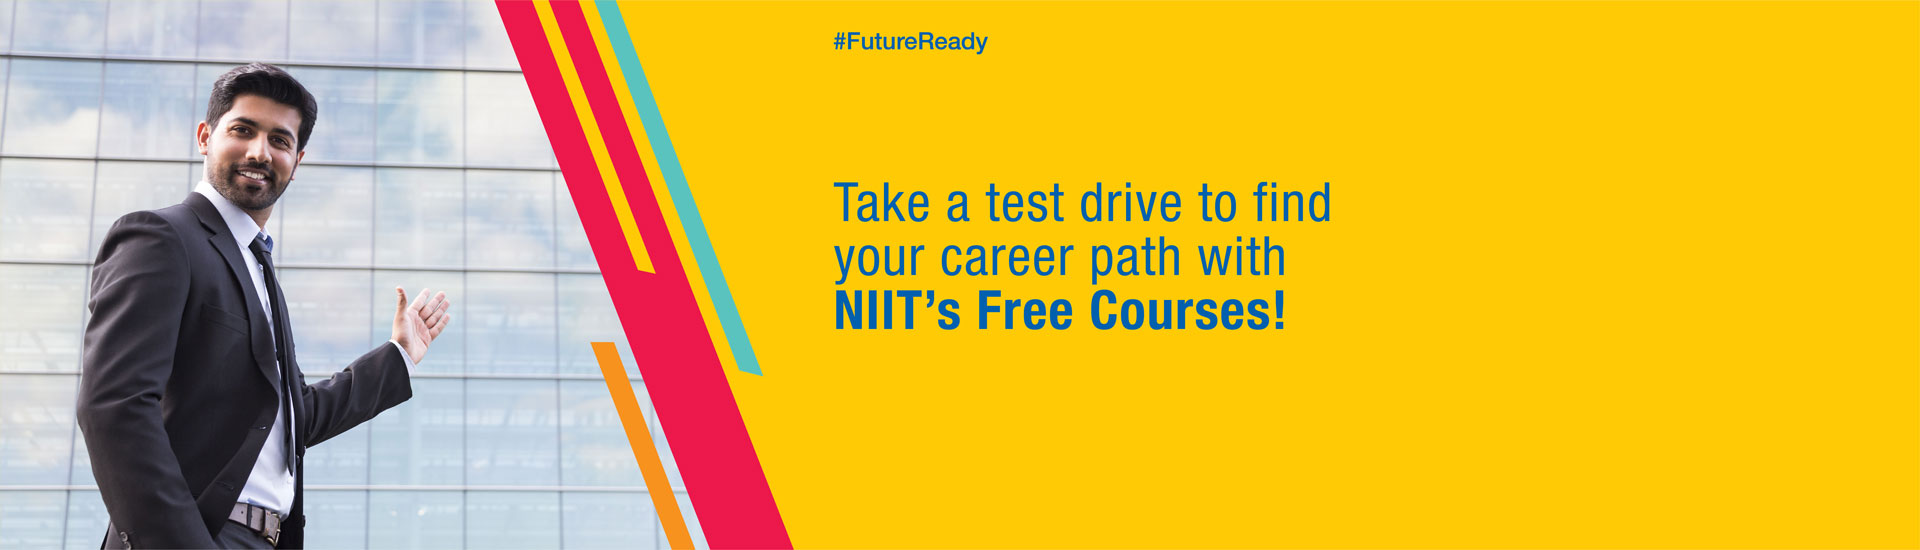 #FutureReady
Take a test drive to find
your career path with
NIIT’s Free Courses!